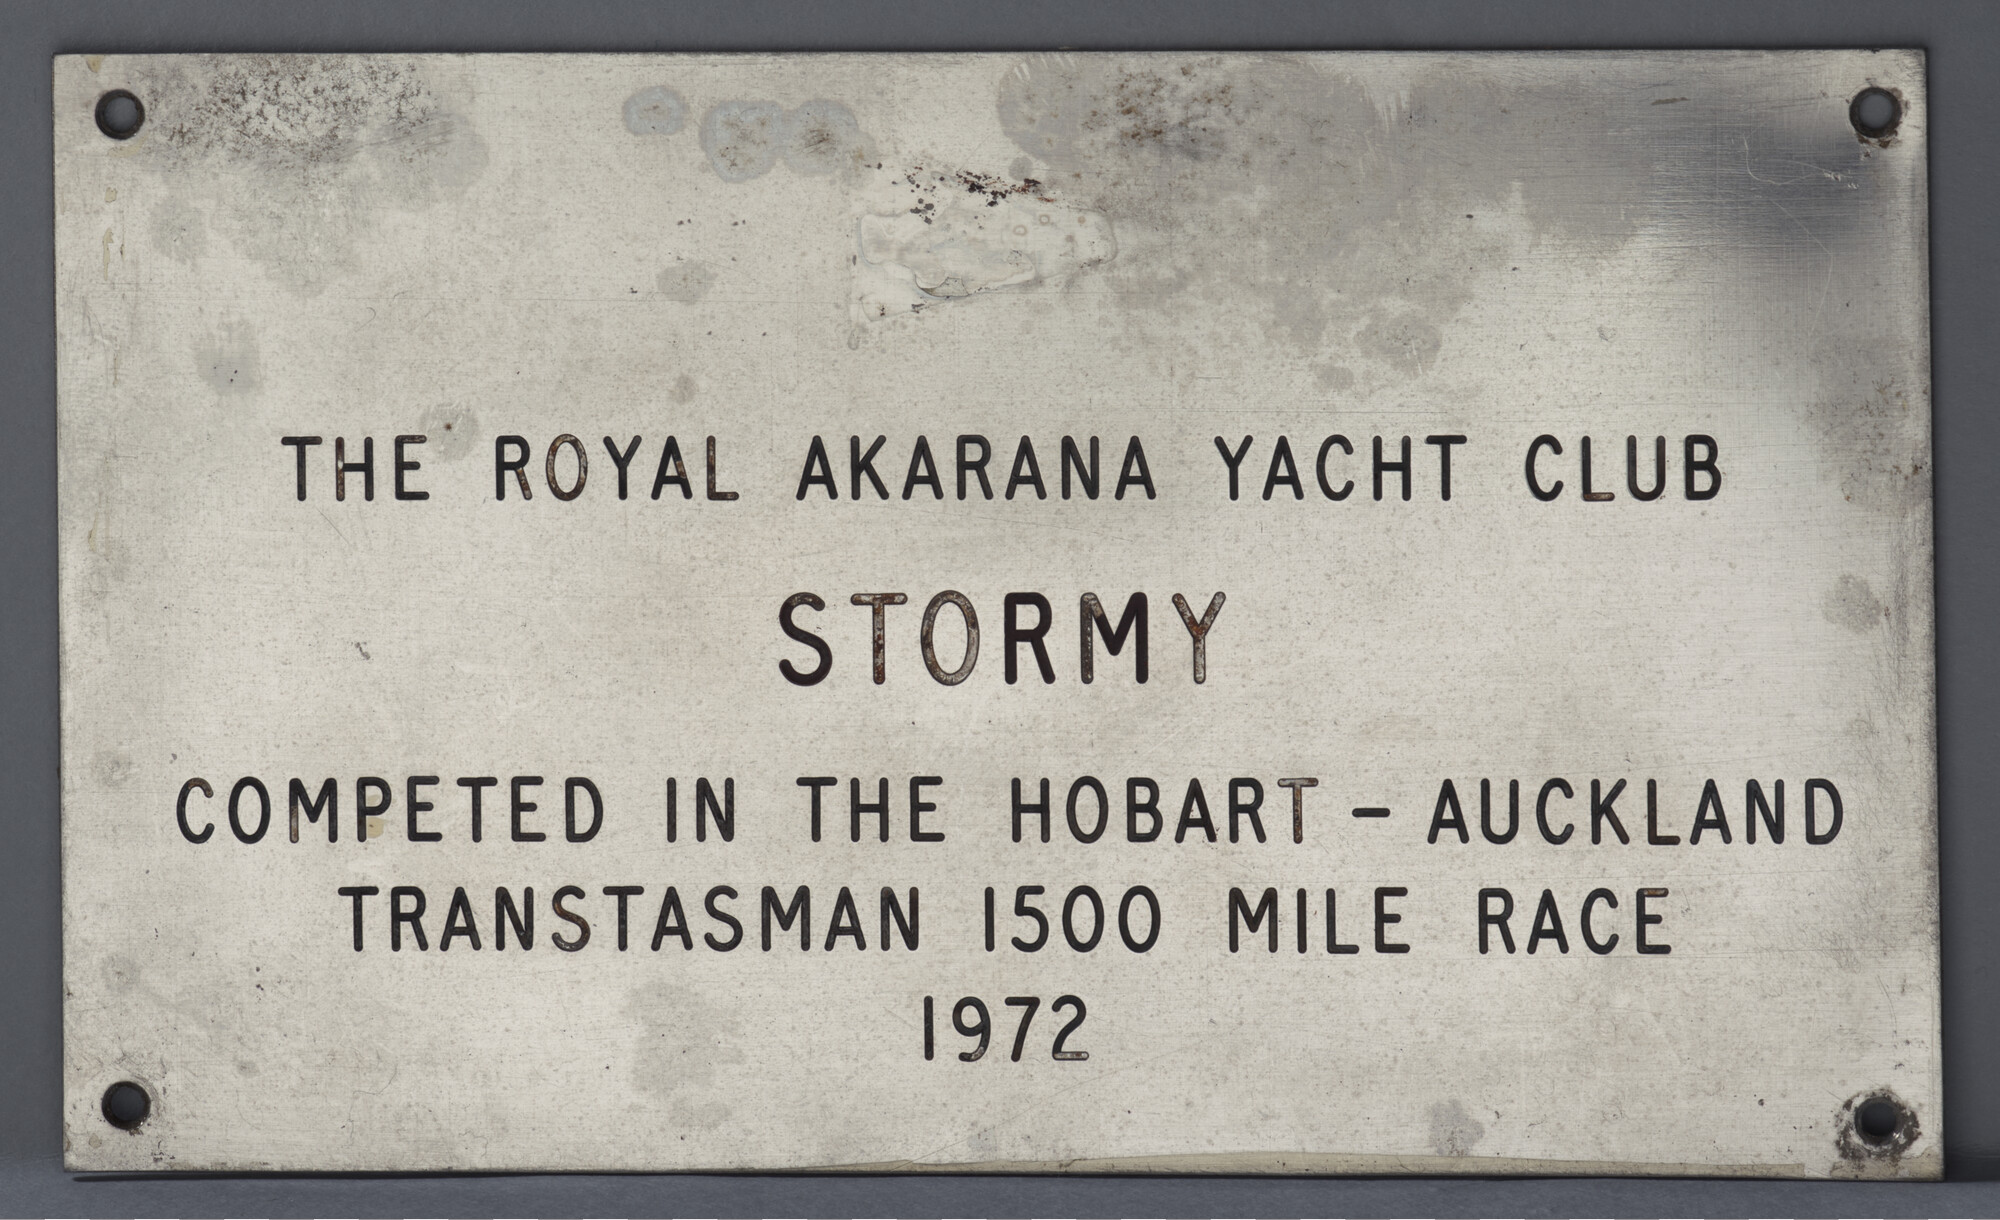 THE ROYAL AKARANA YACHT CLUB
STORMY
COMPETED IN THE HOBART – AUCKLAND
TRANSTASMAN 1500 MILE RACE
1972